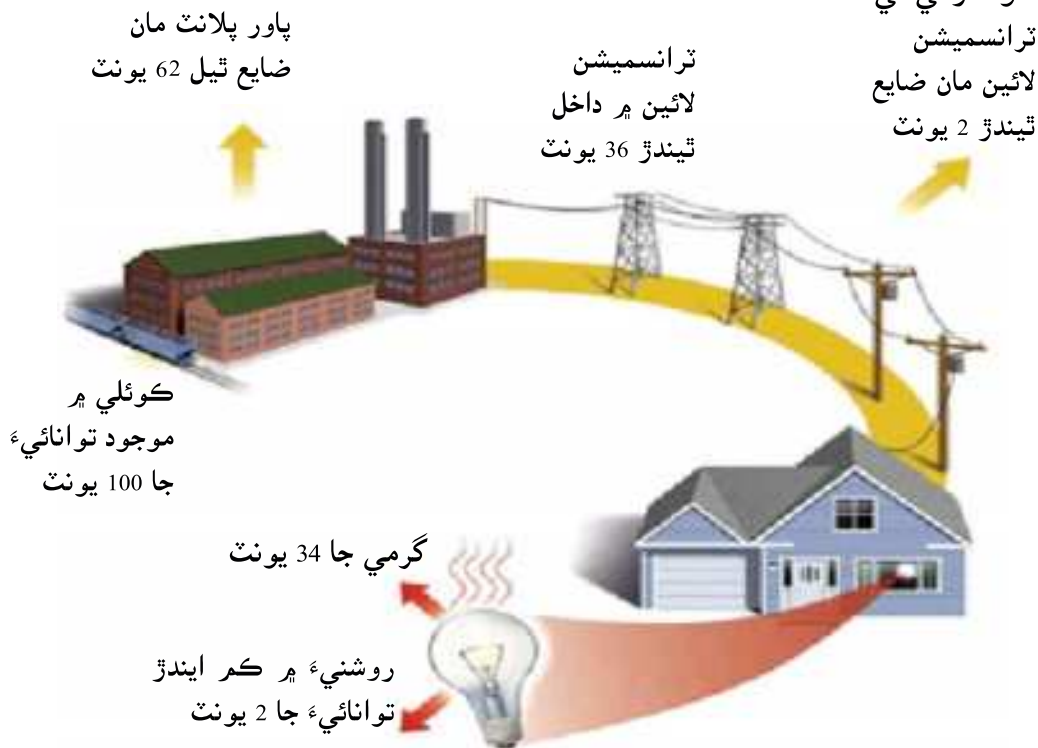 پاور پلانٽ مان
ضايع ٿيل 62 يونٽ
ٽرانسميشن
لائين ۾ داخل
ٿيندڙ 36 يونٽ
ٽرانسميشن
لائين مان ضايع
ٿيندڙ 2 يونٽ
ڪوئلي ۾
موجود توانائيءَ
جا 100 يونٽ
گرمي جا 34 يونٽ
روشنيءَ ۾ ڪم ايندڙ
توانائيءَ جا 2 يونٽ